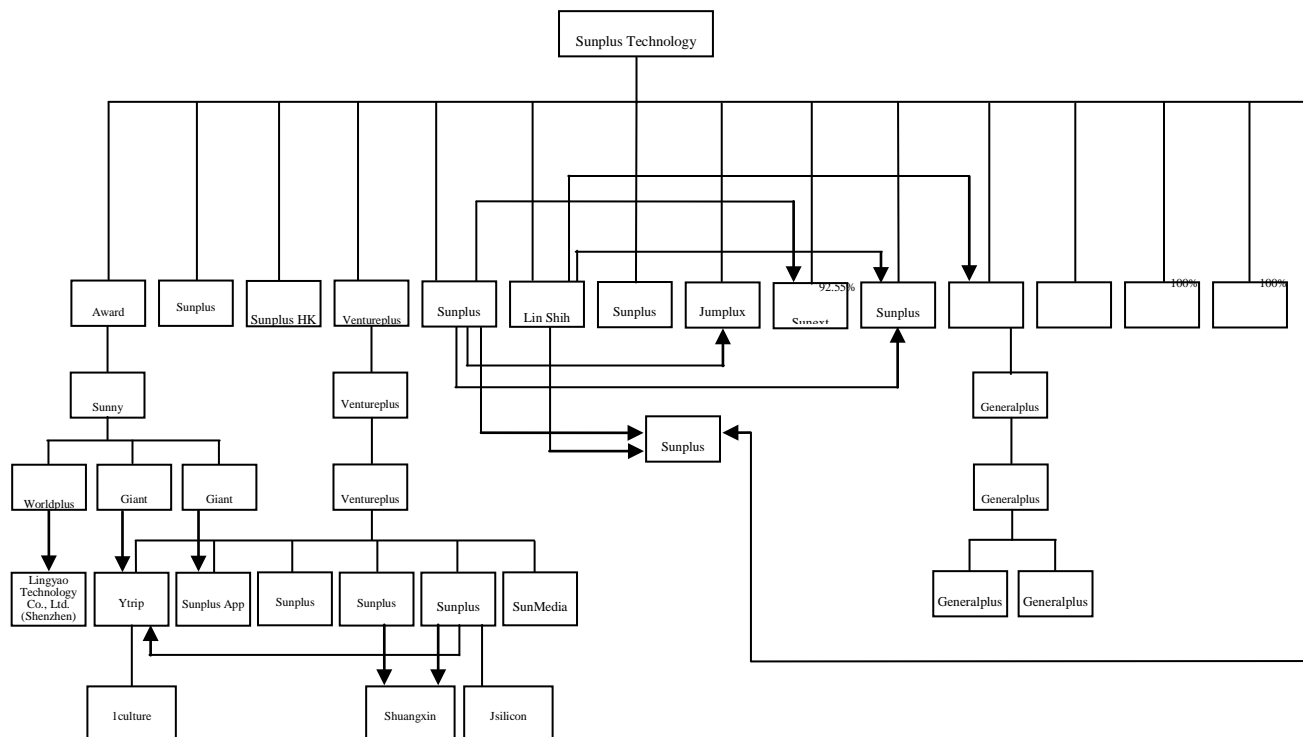 Sunplus Technology
92.55%
100%
100%
Award
Sunplus
Sunplus HK
Ventureplus
Sunplus
Lin Shih
Sunplus
Jumplux
Sunext
Sunplus
Sunny
Ventureplus
Generalplus
Sunplus
Worldplus
Giant
Giant
Ventureplus
Generalplus
Lingyao
Technology
Co., Ltd.
(Shenzhen)
Ytrip
Sunplus App
Sunplus
Sunplus
Sunplus
SunMedia
Generalplus
Generalplus
1culture
Shuangxin
Jsilicon